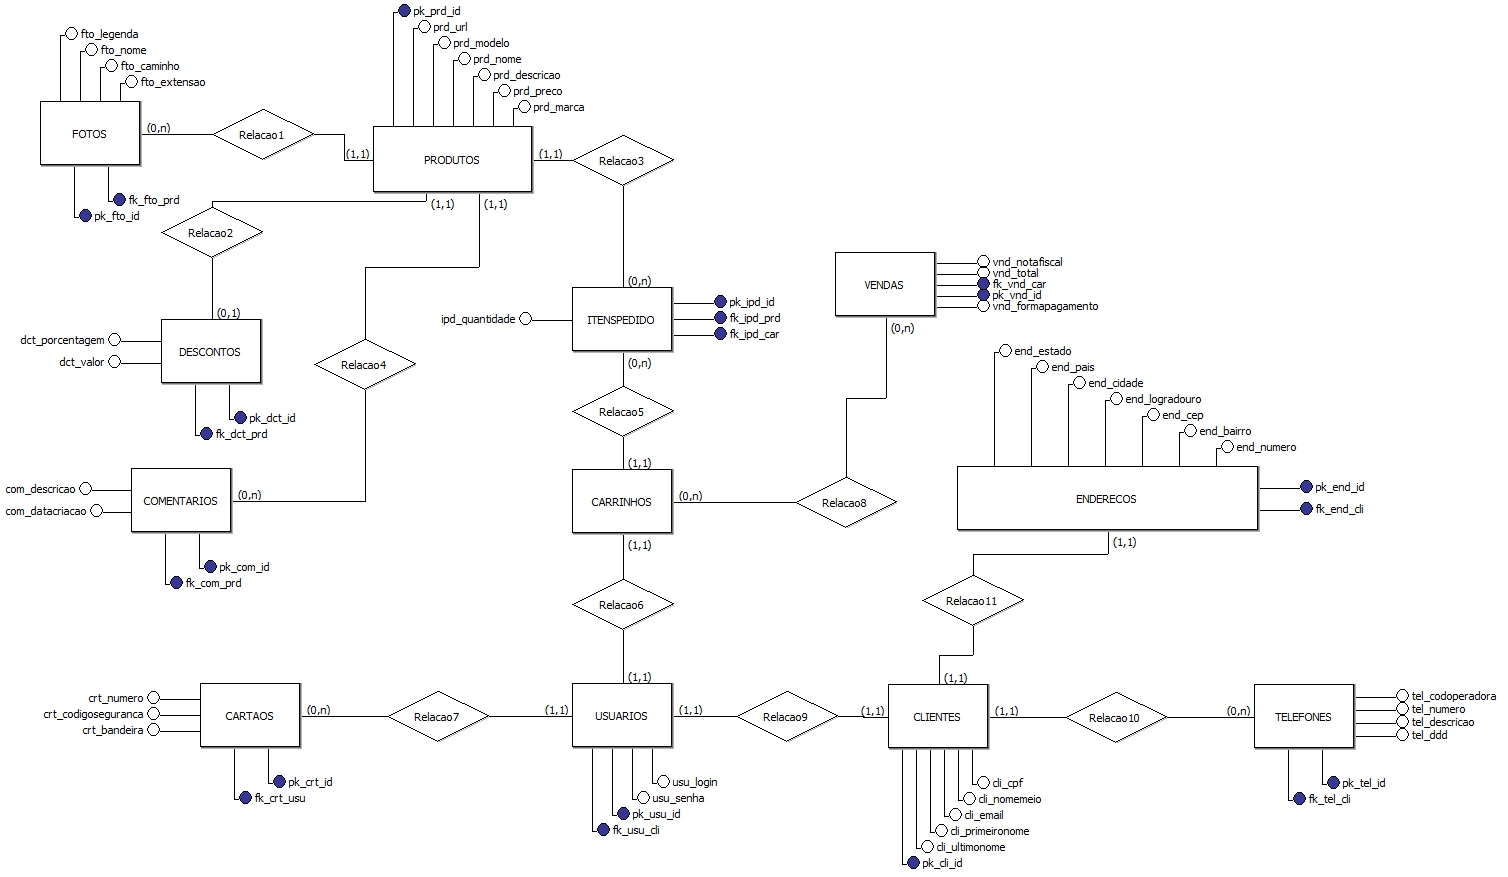 pk_prd_id
prd_url
prd_modelo
prd_nome
prd_descricao
prd_preco
prd_marca
fto_legenda
fto_nome
fto_caminho
fto_extensao
FOTOS
(0,n)
Relacao1
(1,1)
PRODUTOS
(1,1)
Relacao3
fk_fto_prd
pk_fto_id
(1,1)
(1,1)
Relacao2
(0,1)
(0,n)
VENDAS
vnd_notafiscal
vnd_total
fk_vnd_car
pk_vnd_id
vnd_formapagamento
(0,n)
ipd_quantidade
ITENSPEDIDO
pk_ipd_id
fk_ipd_prd
fk_ipd_car
(0,n)
dct_porcentagem
dct_valor
DESCONTOS
pk_dct_id
fk_dct_prd
Relacao4
Relacao5
end_estado
end_pais
end_cidade
end_logradouro
end_cep
end_bairro
end_numero
com_descricao
com_datacriacao
COMENTARIOS
(0,n)
pk_com_id
fk_com_prd
(1,1)
CARRINHOS
(0,n)
Relacao8
(1,1)
ENDERECOS
pk_end_id
fk_end_cli
(1,1)
Relacao6
Relacao11
(1,1)
(1,1)
crt_numero
crt_codigoseguranca
crt_bandeira
CARTAOS
(0,n)
Relacao7
(1,1)
USUARIOS
(1,1)
Relacao9
(1,1)
CLIENTES
(1,1)
Relacao10
(0,n)
TELEFONES
tel_codoperadora
tel_numero
tel_descricao
tel_ddd
pk_crt_id
fk_crt_usu
usu_login
usu_senha
pk_usu_id
fk_usu_cli
cli_cpf
cli_nomemeio
cli_email
cli_primeironome
cli_ultimonome
pk_cli_id
pk_tel_id
fk_tel_cli